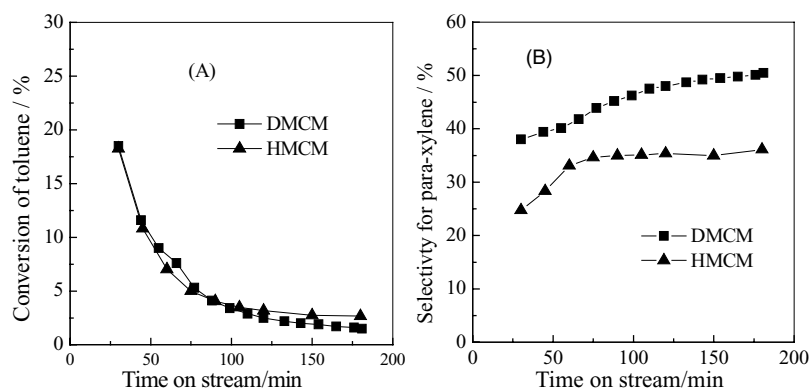 30
25
20
15
10
5
0
Conversion of toluene / %
(A)
DMCM
HMCM
0 50 100 150 200
Time on stream/min
60
50
40
30
20
10
0
Selectivty for para-xylene / %
(B)
DMCM
HMCM
0 50 100 150 200
Time on stream/min